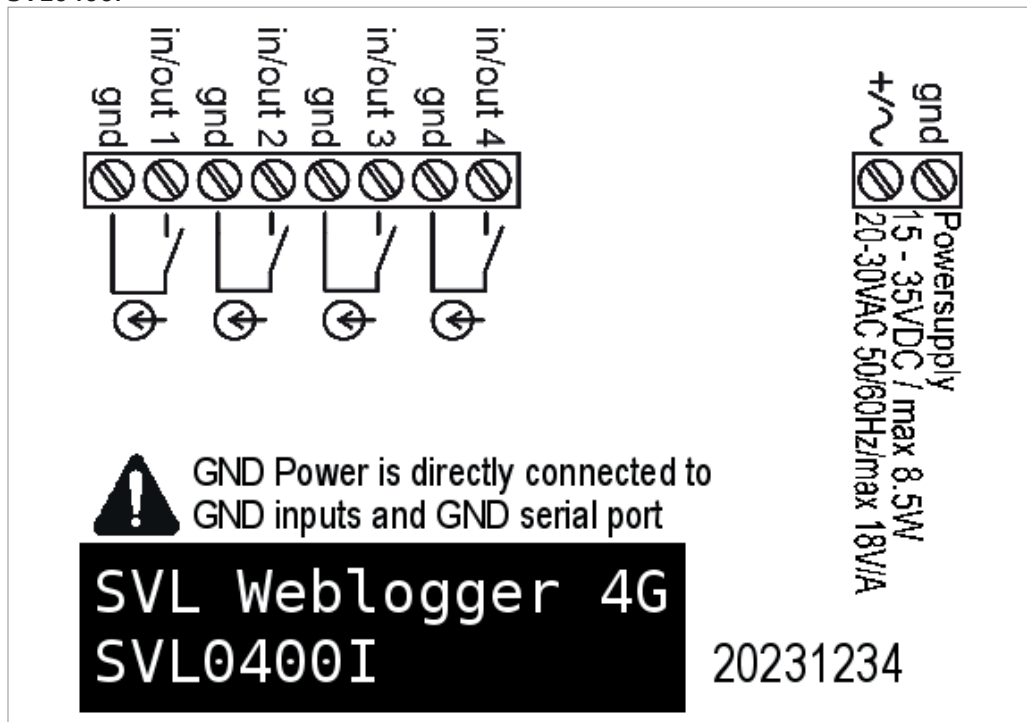 gnd
in/out 1
gnd
in/out 2
gnd
in/out 3
gnd
in/out 4
+/~
gnd
Powersupply
15 - 35VDC / max 8.5W
20-30VAC 50/60Hz/max 18V/A
GND Power is directly connected to
GND inputs and GND serial port
SVL Weblogger 4G
SVL0400I
20231234